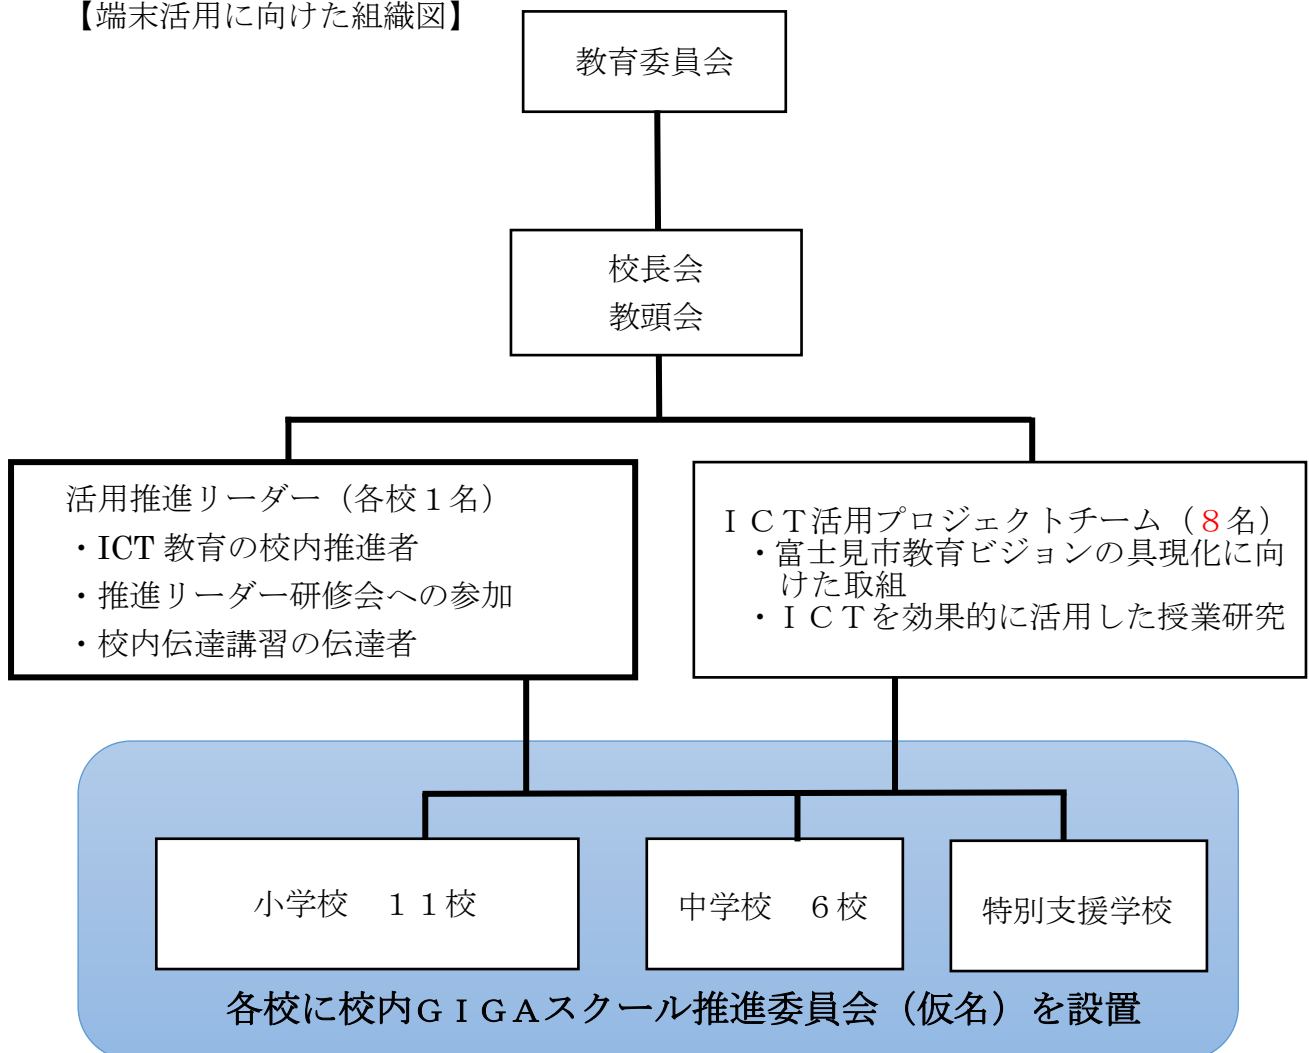 【端末活用に向けた組織図】
教育委員会
校長会
教頭会
活用推進リーダー（各校１名）
・ICT 教育の校内推進者
・推進リーダー研修会への参加
・校内伝達講習の伝達者
ＩＣＴ活用プロジェクトチーム（８名）
・富士見市教育ビジョンの具現化に向
けた取組
・ＩＣＴを効果的に活用した授業研究
小学校　１１校
中学校　６校
特別支援学校
各校に校内ＧＩＧＡスクール推進委員会（仮名）を設置